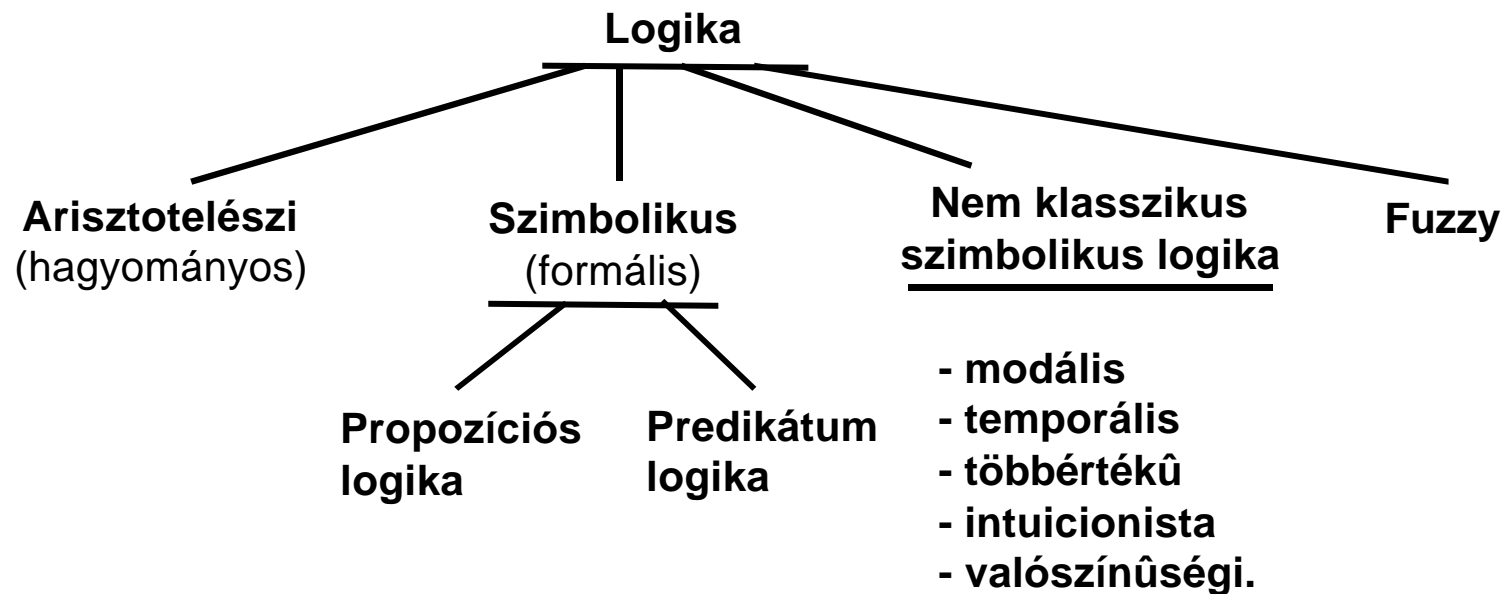 Logika
Arisztotelészi
(hagyományos)
Szimbolikus
(formális)
Nem klasszikus
szimbolikus logika
Fuzzy
Propozíciós
logika
Predikátum
logika
- modális
- temporális
- többértékû
- intuicionista
- valószínûségi.